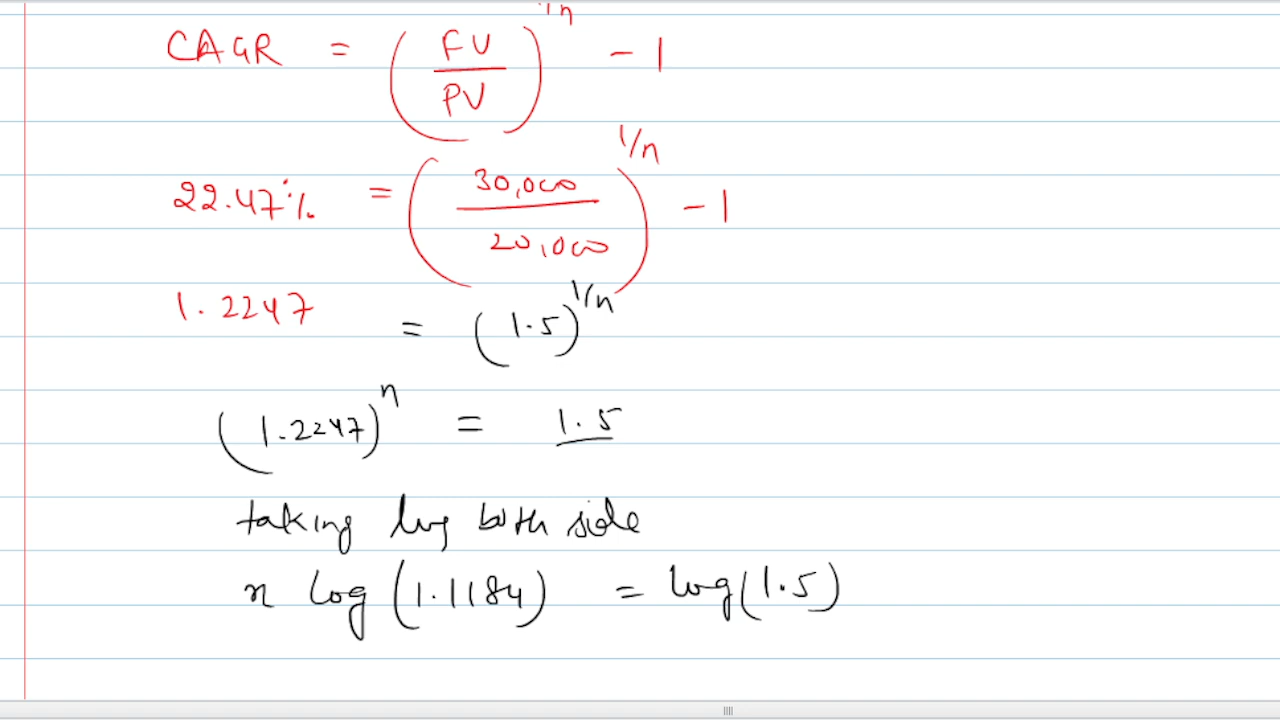 CAGR = (FV/PV)^1/n - 1
22.47% = (30,000/20,000)^1/n - 1
1.2247 = (1.5)^1/n
(1.2247)^n = 1.5
taking log both side
n log (1.1184) = log(1.5)